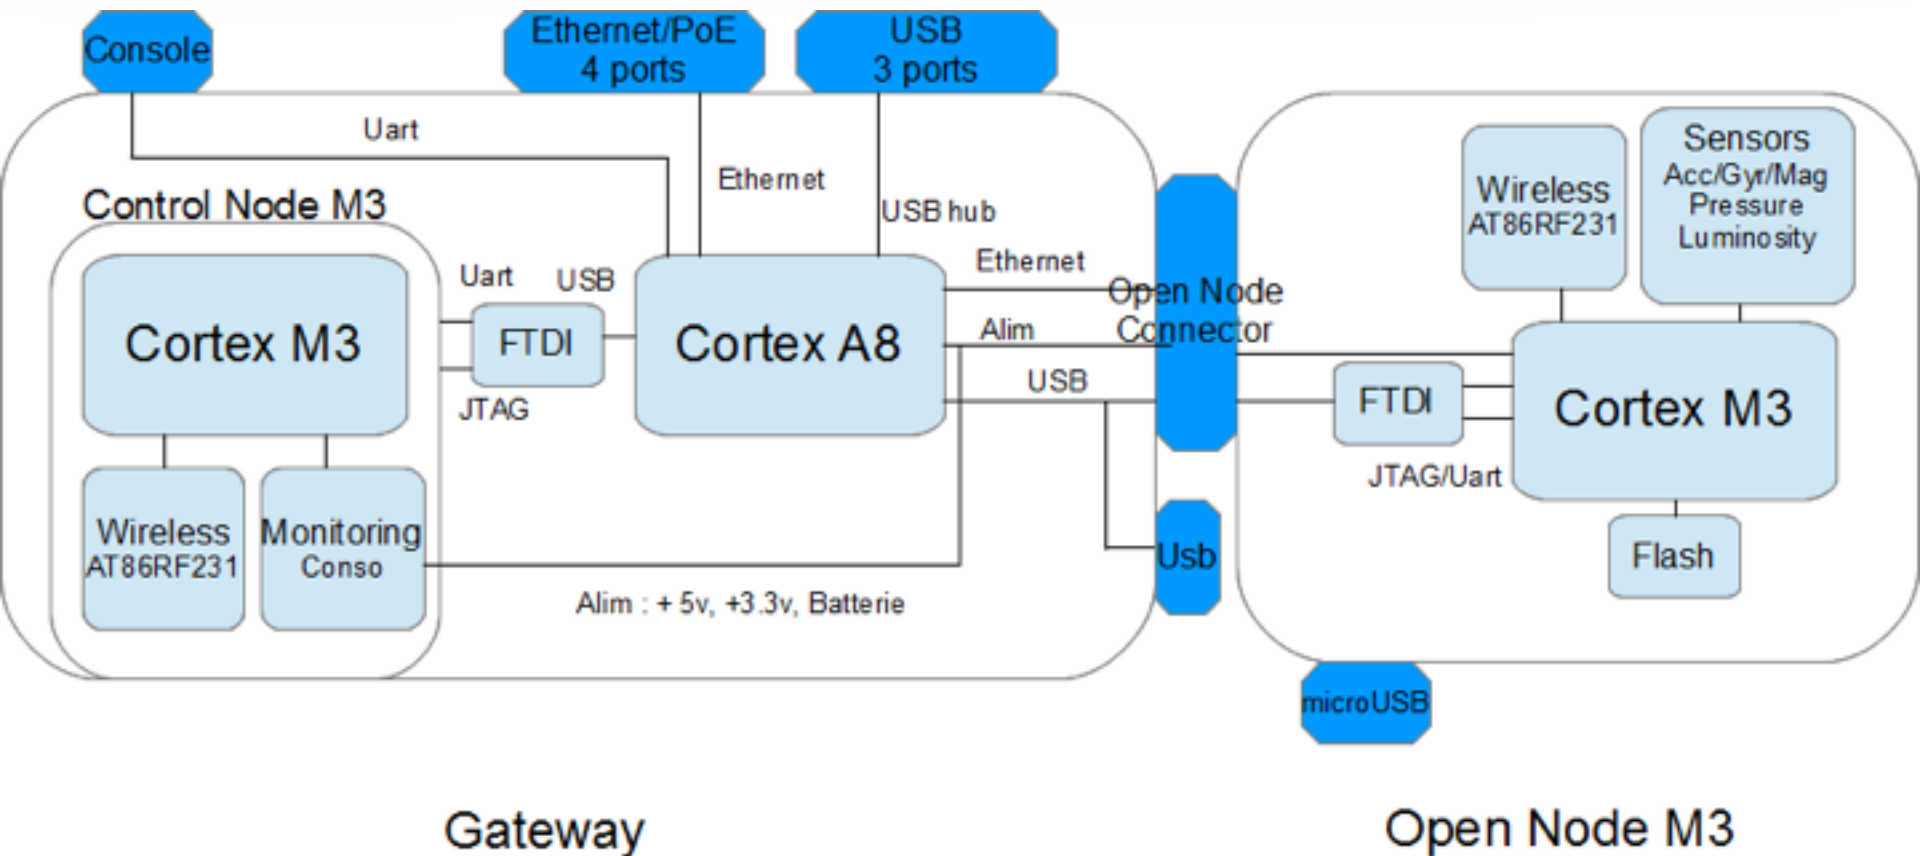 Console
Ethernet/PoE
4 ports
USB
3 ports
Uart
Ethernet
USB hub
Control Node M3
Cortex M3
Uart
USB
FTDI
JTAG
Cortex A8
Ethernet
Alim
USB
Open Node
Connector
Wireless
AT86RF231
Monitoring
Conso
Alim : + 5v, +3.3v, Batterie
Usb
Wireless
AT86RF231
Sensors
Acc/Gyr/Mag
Pressure
Luminosity
FTDI
JTAG/Uart
Cortex M3
Flash
microUSB
Gateway
Open Node M3